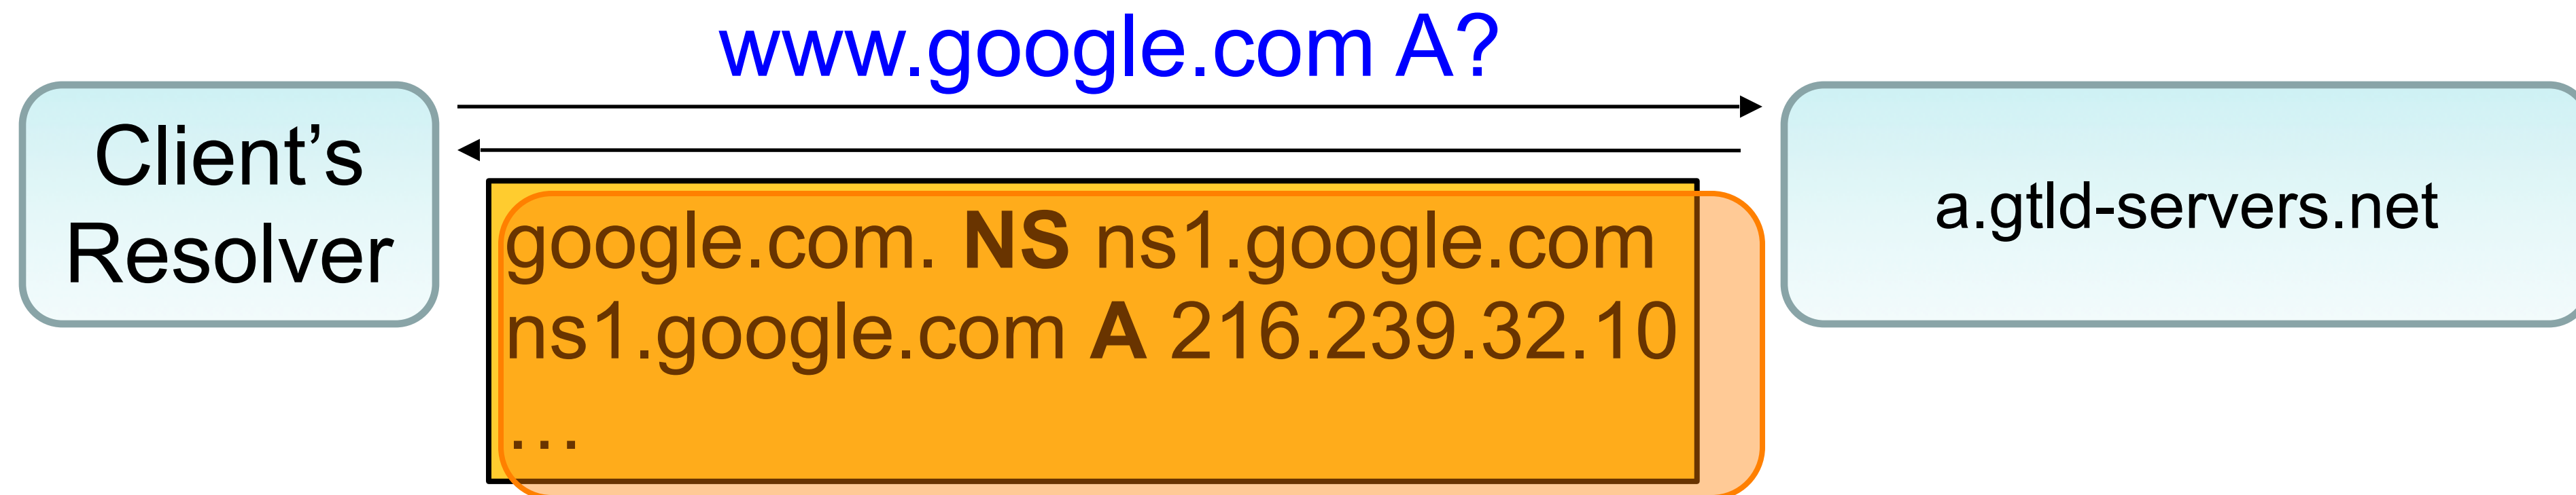 www.google.com A?
Client’s
Resolver
google.com. NS ns1.google.com
ns1.google.com A 216.239.32.10
…
a.gtld-servers.net